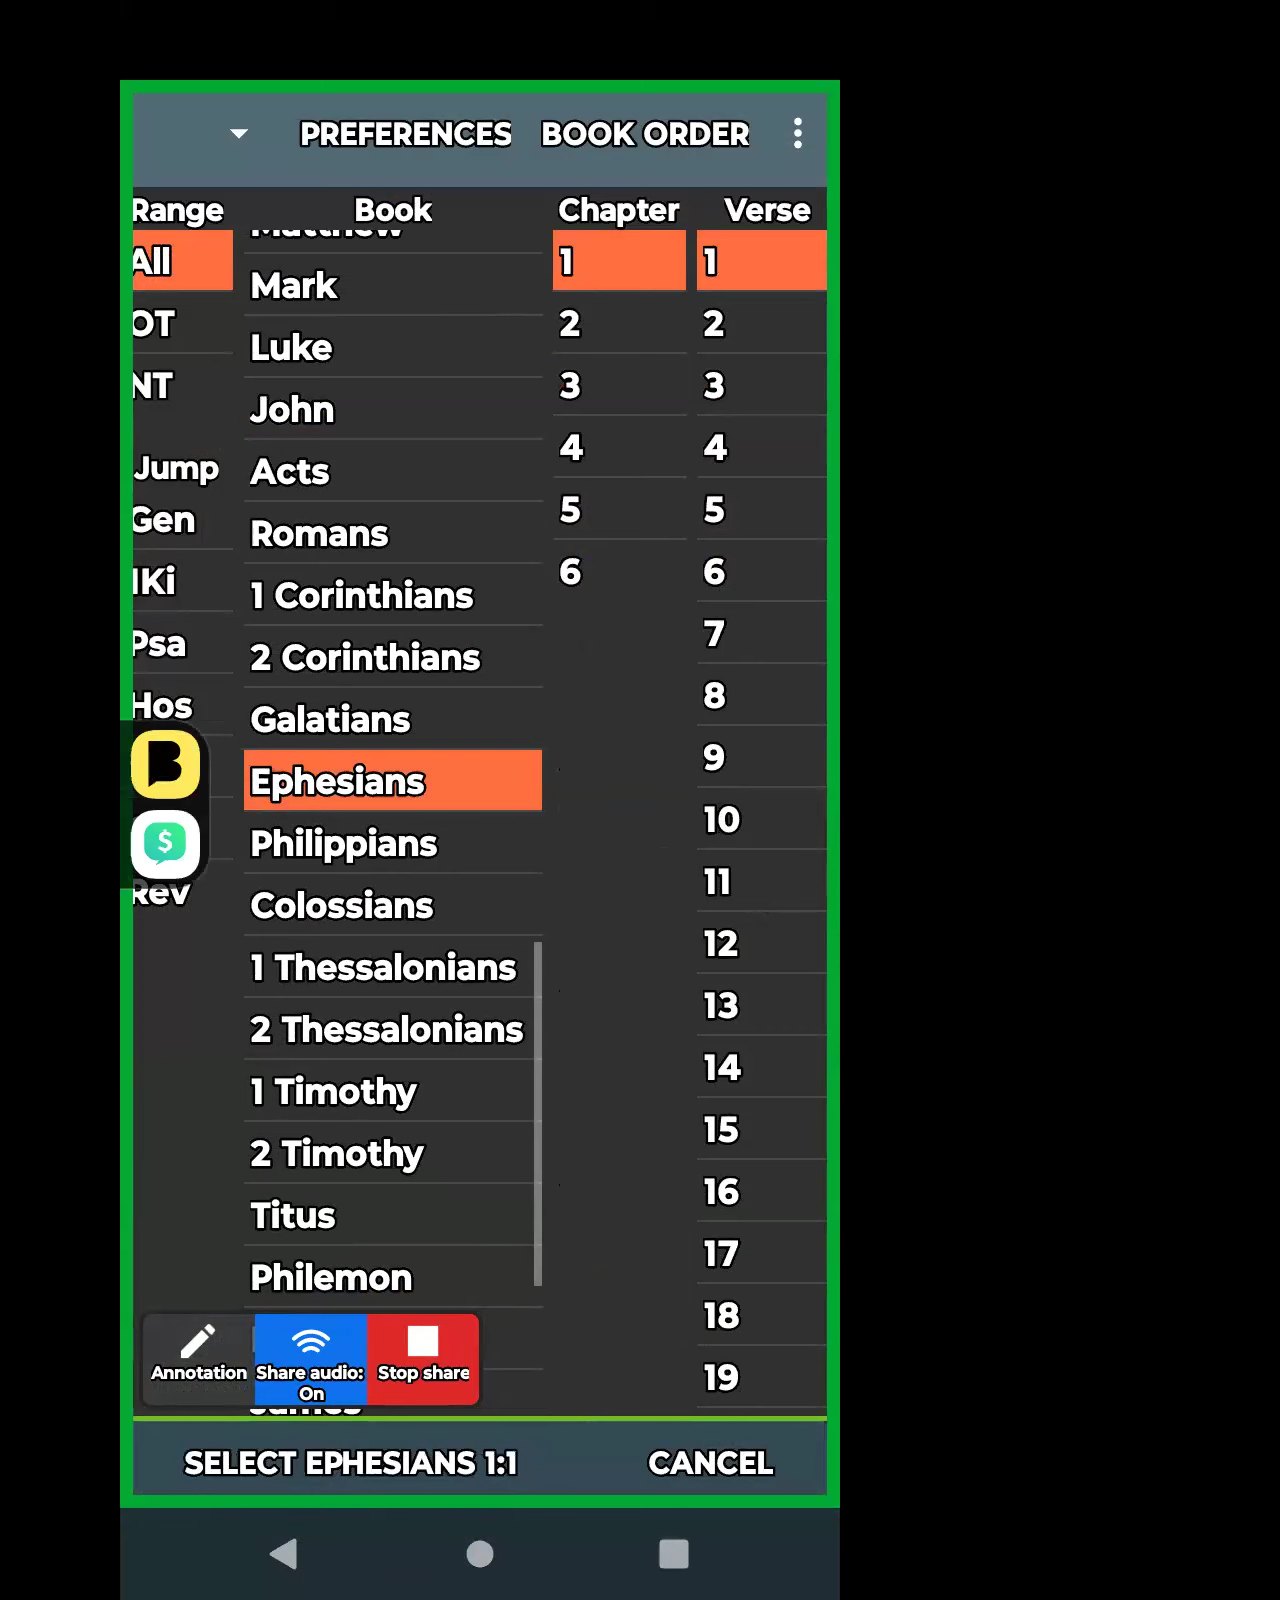 PREFERENCES BOOK ORDER
Range Book Chapter Verse
Matthew
All 1 1
Mark
OT 2 2
Luke
NT 3 3
John
4 4
Jump
Acts
Gen 5 5
Romans
1Ki 6 6
1 Corinthians
Psa 7
2 Corinthians
Hos 8
Galatians
9
Ephesians
10
Philippians
Rev 11
Colossians
12
1 Thessalonians
13
2 Thessalonians
14
1 Timothy
15
2 Timothy
16
Titus
17
Philemon
18
Annotation Share audio: On Stop share
19
James
SELECT EPHESIANS 1:1 CANCEL